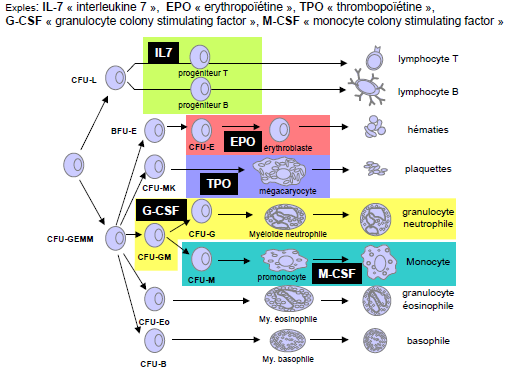 Exples: IL-7 « interleukine 7 », EPO « erythropoïétine », TPO « thrombopoïétine »,
G-CSF « granulocyte colony stimulating factor », M-CSF « monocyte colony stimulating factor »
IL7
progéniteur T
lymphocyte T
CFU-L
progéniteur B
lymphocyte B
BFU-E
CFU-E
EPO
érythroblaste
hématies
CFU-MK
TPO
mégacaryocyte
plaquettes
G-CSF
CFU-GEMM
CFU-GM
CFU-G
Myéloïde neutrophile
granulocyte
neutrophile
CFU-M
promonocyte
M-CSF
Monocyte
CFU-Eo
My. éosinophile
granulocyte
éosinophile
CFU-B
My. basophile
basophile